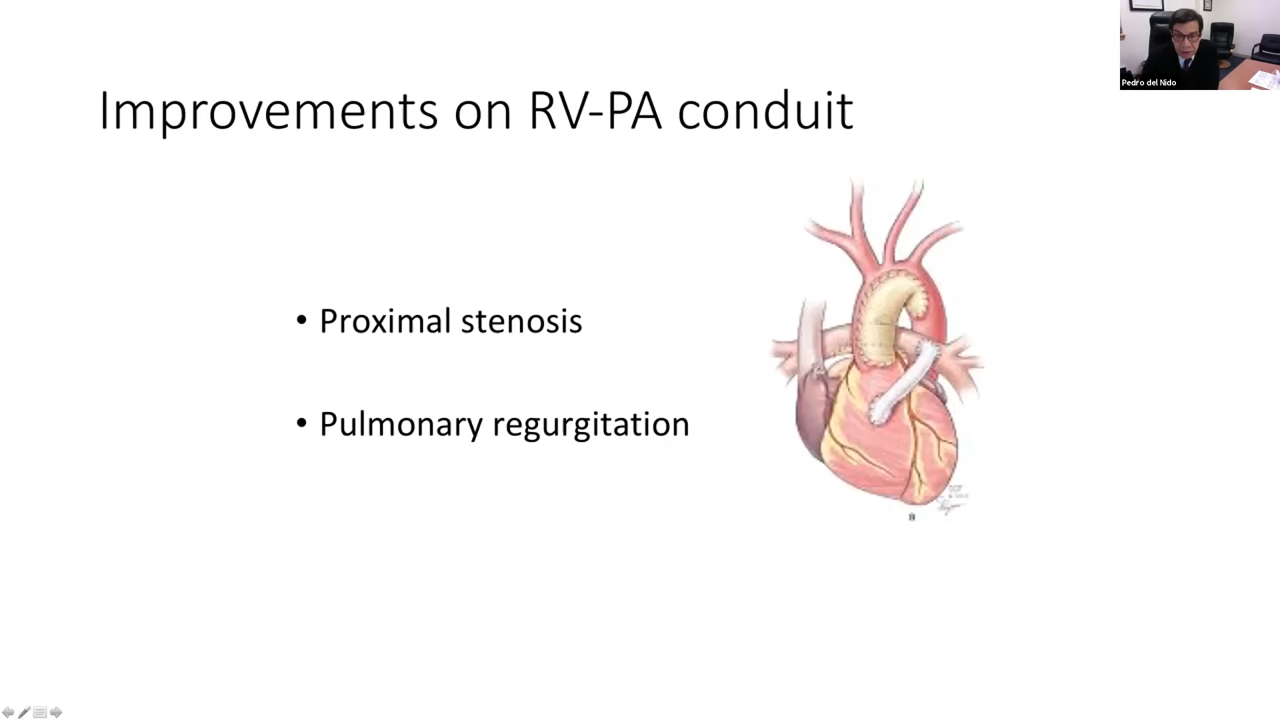 Pedro del Nido
Improvements on RV-PA conduit
• Proximal stenosis
• Pulmonary regurgitation
B